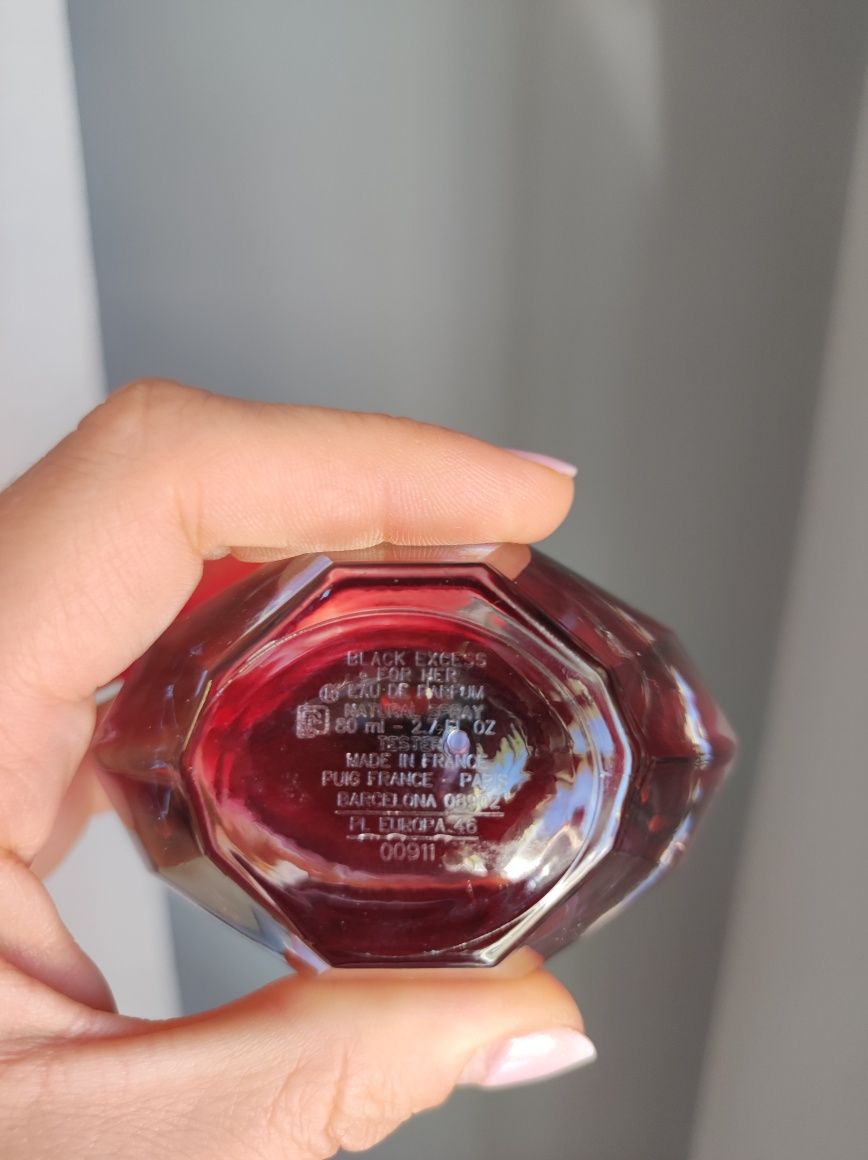 BLACK EXCESS
FOR HER
EAU DE PARFUM
NATURAL SPRAY
80 ml - 2.7 FL OZ
TESTER
MADE IN FRANCE
PUIG FRANCE - PARIS
BARCELONA 08902
PL EUROPA 46
00911